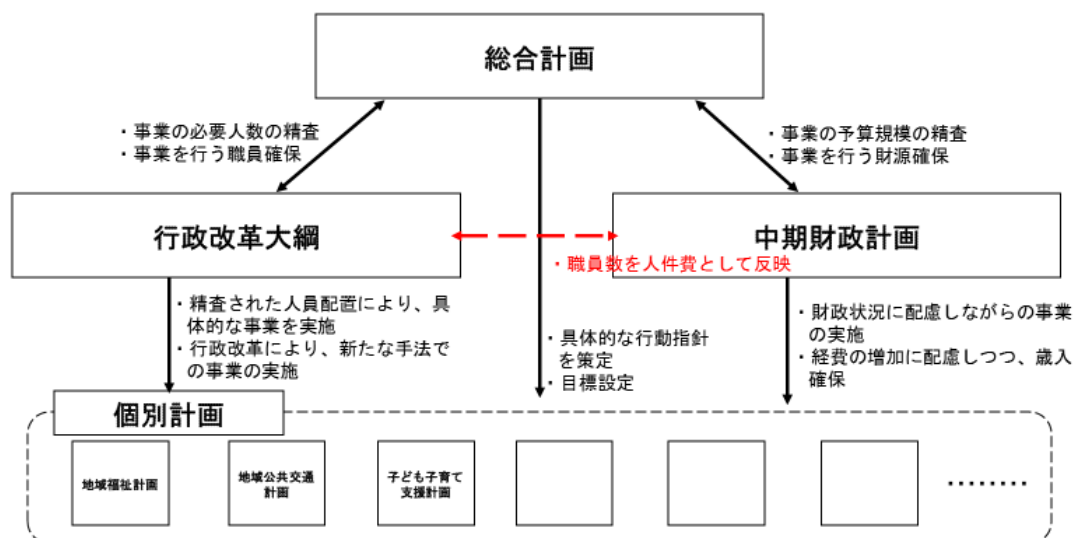 総合計画
・事業の必要人数の精査
・事業を行う職員確保
・事業の予算規模の精査
・事業を行う財源確保
行政改革大綱
中期財政計画
・職員数を人件費として反映
・精査された人員配置により、具
体的な事業を実施
・行政改革により、新たな手法で
の事業の実施
・具体的な行動指針
を策定
・目標設定
・財政状況に配慮しながらの事業
の実施
・経費の増加に配慮しつつ、歳入
確保
個別計画
地域福祉計画
地域公共交通
計画
子ども子育て
支援計画
‥‥‥‥